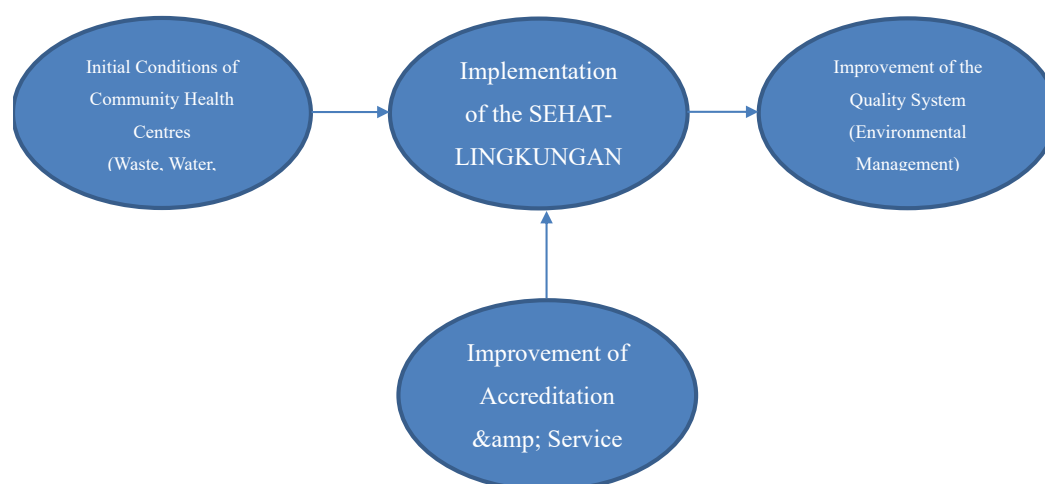 Initial Conditions of
Community Health
Centres
(Waste, Water,
Implementation
of the SEHAT-
LINGKUNGAN
Improvement of the
Quality System
(Environmental
Management)
Improvement of
Accreditation
&amp; Service